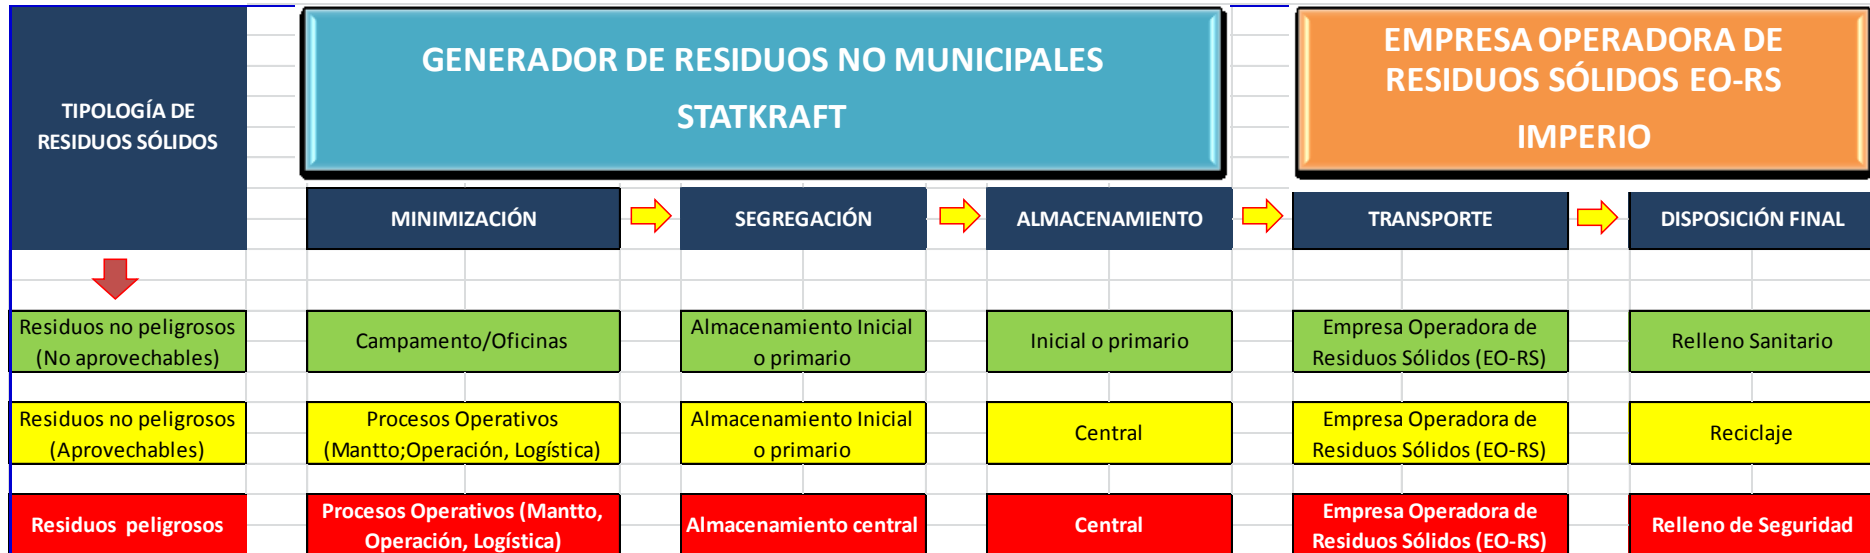 TIPOLOGÍA DE
RESIDUOS SÓLIDOS
GENERADOR DE RESIDUOS NO MUNICIPALES
STATKRAFT
EMPRESA OPERADORA DE
RESIDUOS SÓLIDOS EO-RS
IMPERIO
MINIMIZACIÓN
SEGREGACIÓN
ALMACENAMIENTO
TRANSPORTE
DISPOSICIÓN FINAL
Residuos no peligrosos
(No aprovechables)
Campamento/Oficinas
Almacenamiento Inicial
o primario
Inicial o primario
Empresa Operadora de
Residuos Sólidos (EO-RS)
Relleno Sanitario
Residuos no peligrosos
(Aprovechables)
Procesos Operativos
(Mantto;Operación, Logística)
Almacenamiento Inicial
o primario
Central
Empresa Operadora de
Residuos Sólidos (EO-RS)
Reciclaje
Residuos peligrosos
Procesos Operativos (Mantto,
Operación, Logística)
Almacenamiento central
Central
Empresa Operadora de
Residuos Sólidos (EO-RS)
Relleno de Seguridad